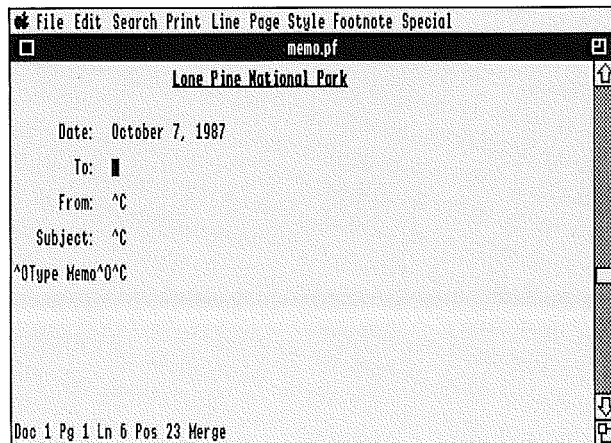 File Edit Search Print Line Page Style Footnote Special
memo.pf
Lone Pine National Park
Date: October 7, 1987
To:
From: ^C
Subject: ^C
^OType Memo^O^C
Doc 1 Pg 1 Ln 6 Pos 23 Merge